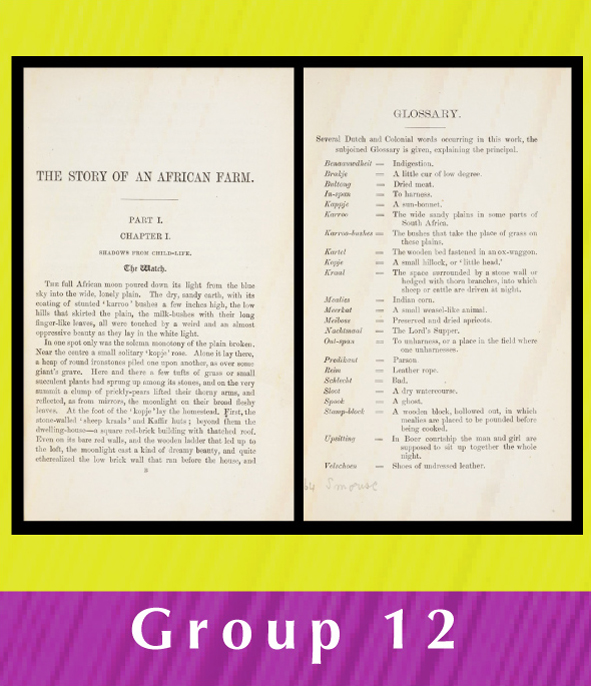 THE STORY OF AN AFRICAN FARM.
PART I.
CHAPTER I.
SHADOWS FROM CHILD-LIFE.
The Watch.
THE full African moon poured down its light from the blue
sky into the wide, lonely plain. The dry, sandy earth, with its
coating of stunted 'karroo' bushes a few inches high, the low
hills that skirted the plain, the milk-bushes with their long
finger-like leaves, all were touched by a weird and an almost
oppressive beauty as they lay in the white light.
In one spot only was the solemn monotony of the plain broken.
Near the centre a small solitary 'kopje' rose. Alone it lay there,
a heap of round ironstones piled one upon another, as over some
giant's grave. Here and there a few tufts of grass or small
succulent plants had sprung up among its stones, and on the very
summit a clump of prickly-pears lifted their thorny arms, and
reflected, as from mirrors, the moonlight on their broad fleshy
leaves. At the foot of the 'kopje' lay the homestead. First, the
stone-walled 'sheep kraals' and Kaffir huts; beyond them the
dwelling-house—a square red-brick building with thatched roof.
Even on its bare red walls, and the wooden ladder that led up to
the loft, the moonlight cast a kind of dreamy beauty, and quite
etherealized the low brick wall that ran before the house, and
B
GLOSSARY.
Several Dutch and Colonial words occurring in this work, the
subjoined Glossary is given, explaining the principal.
Benauwdheit = Indigestion.
Brakje = A little cur of low degree.
Boltong = Dried meat.
In-span = To harness.
Kappje = A sun-bonnet.
Karroo = The wide sandy plains in some parts of
South Africa.
Karroo-bushes = The bushes that take the place of grass on
these plains.
Kartel = The wooden bed fastened in an ox-waggon.
Kopje = A small hillock, or 'little head.'
Kraal = The space surrounded by a stone wall or
hedged with thorn branches, into which
sheep or cattle are driven at night.
Mealies = Indian corn.
Meerkat = A small weasel-like animal.
Meiboss = Preserved and dried apricots.
Nachtmaal = The Lord's Supper.
Out-span = To unharness, or a place in the field where
one unharnesses.
Predikant = Parson
Reim = Leather rope.
Schlecht = Bad.
Sloot = A dry watercourse.
Spook = A ghost.
Stamp-block = A wooden block, hollowed out, in which
mealies are placed to be pounded before
being cooked.
Upsitting = In Boer courtship the man and girl are
supposed to sit up together the whole
night.
Velschoen = Shoes of undressed leather.
Smouse
Group 12